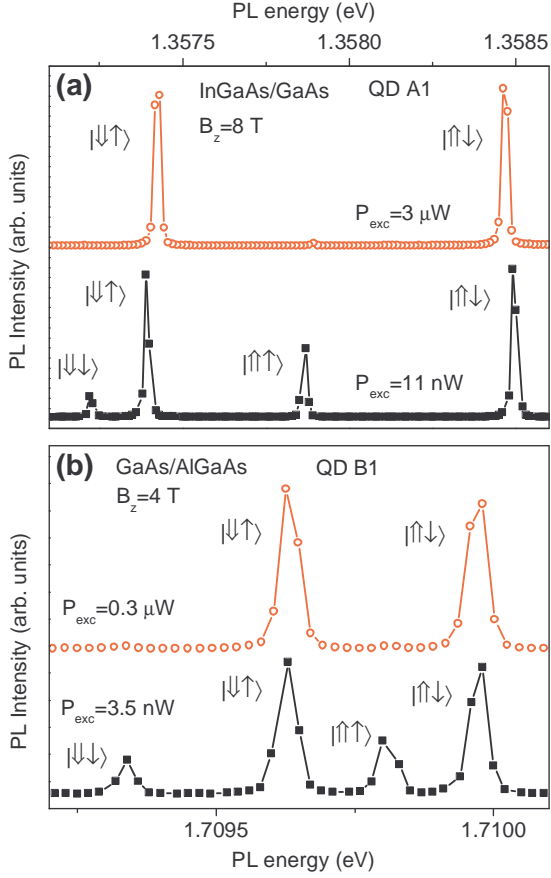 PL energy (eV)
1.3575 1.3580 1.3585
(a) InGaAs/GaAs QD A1
B_z=8 T
|⇓↑⟩ |⇑↓⟩
P_exc=3 μW
|⇓↑⟩ |⇑↓⟩
|⇓↓⟩ |⇑↑⟩
P_exc=11 nW
PL Intensity (arb. units)
(b) GaAs/AlGaAs QD B1
B_z=4 T
|⇓↑⟩ |⇑↓⟩
P_exc=0.3 μW
P_exc=3.5 nW |⇓↑⟩ |⇑↓⟩
|⇓↓⟩ |⇑↑⟩
PL Intensity (arb. units)
1.7095 1.7100
PL energy (eV)